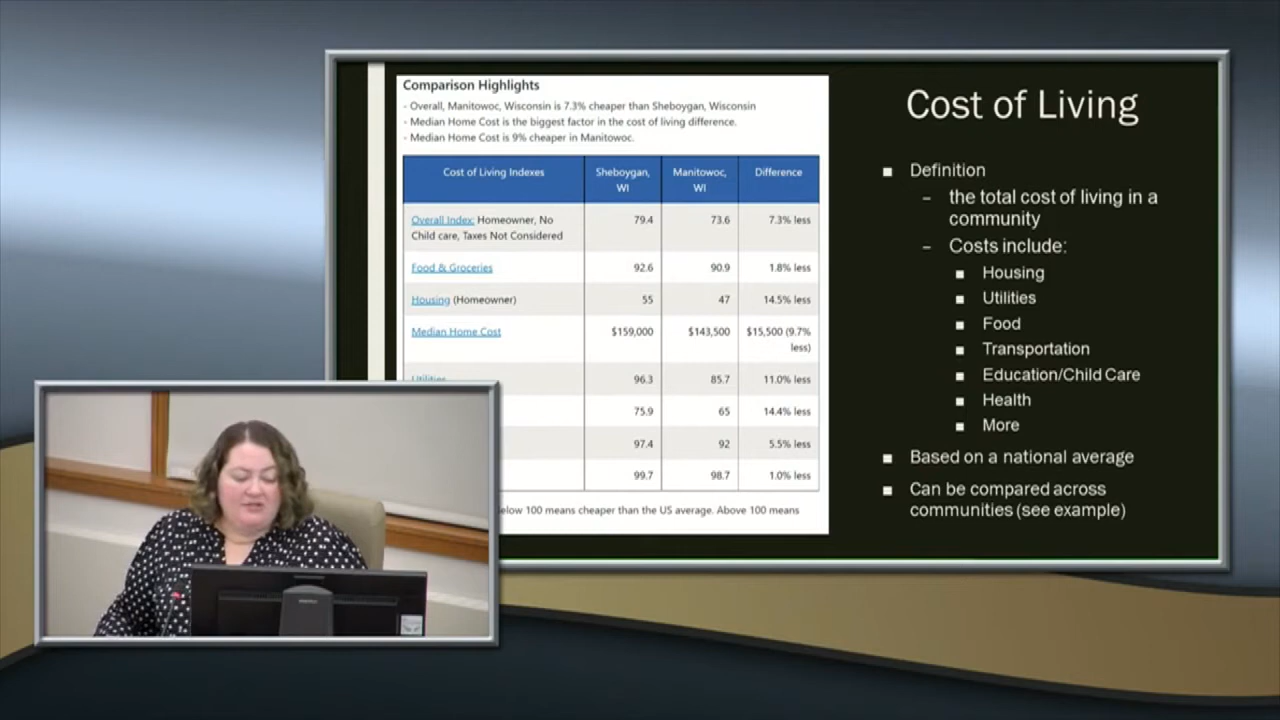 Comparison Highlights
- Overall, Manitowoc, Wisconsin is 7.3% cheaper than Sheboygan, Wisconsin
- Median Home Cost is the biggest factor in the cost of living difference.
- Median Home Cost is 9% cheaper in Manitowoc.
Cost of Living Indexes Sheboygan, Manitowoc, Difference
WI WI
Overall Index: Homeowner, No 79.4 73.6 7.3% less
Child care, Taxes Not Considered
Food & Groceries 92.6 90.9 1.8% less
Housing (Homeowner) 55 47 14.5% less
Median Home Cost $159,000 $143,500 $15,500 (9.7%
less)
Utilities 96.3 85.7 11.0% less
75.9 65 14.4% less
97.4 92 5.5% less
99.7 98.7 1.0% less
below 100 means cheaper than the US average. Above 100 means
Cost of Living
■ Definition
– the total cost of living in a
community
– Costs include:
■ Housing
■ Utilities
■ Food
■ Transportation
■ Education/Child Care
■ Health
■ More
■ Based on a national average
■ Can be compared across
communities (see example)